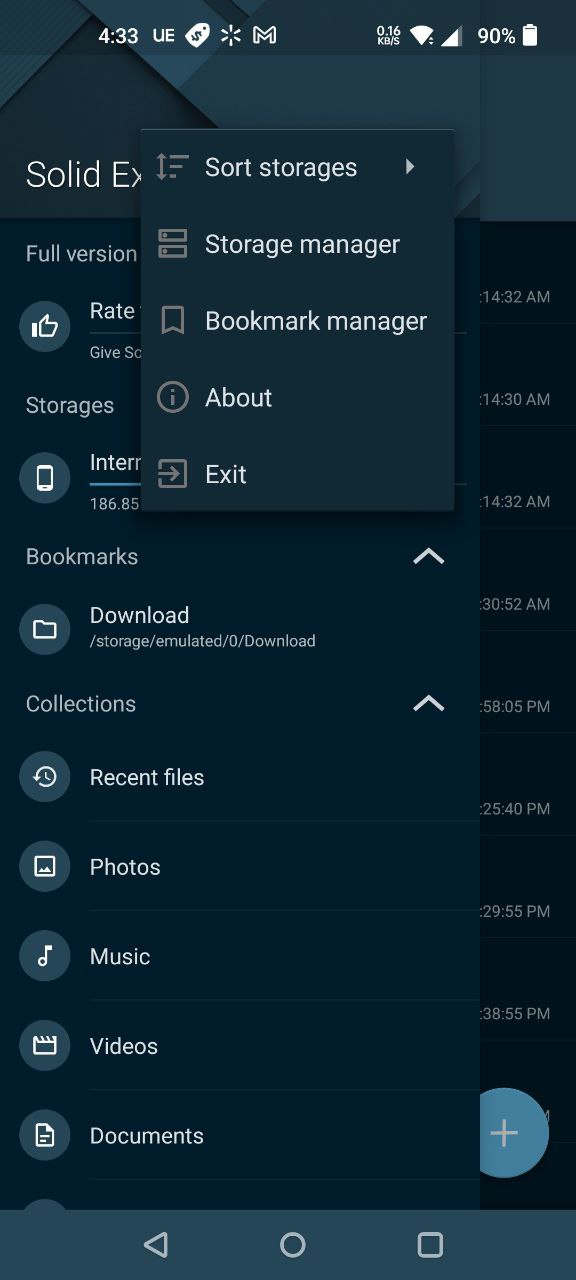 4:33 UE 0.16 KB/S 90%
Solid Ex
Sort storages
Storage manager
Bookmark manager
About
Exit
Full version
Rate
Give So
Storages
Intern
186.85
Bookmarks
Download
/storage/emulated/0/Download
Collections
Recent files
Photos
Music
Videos
Documents
:14:32 AM
:14:30 AM
:14:32 AM
:30:52 AM
:58:05 PM
:25:40 PM
:29:55 PM
:38:55 PM